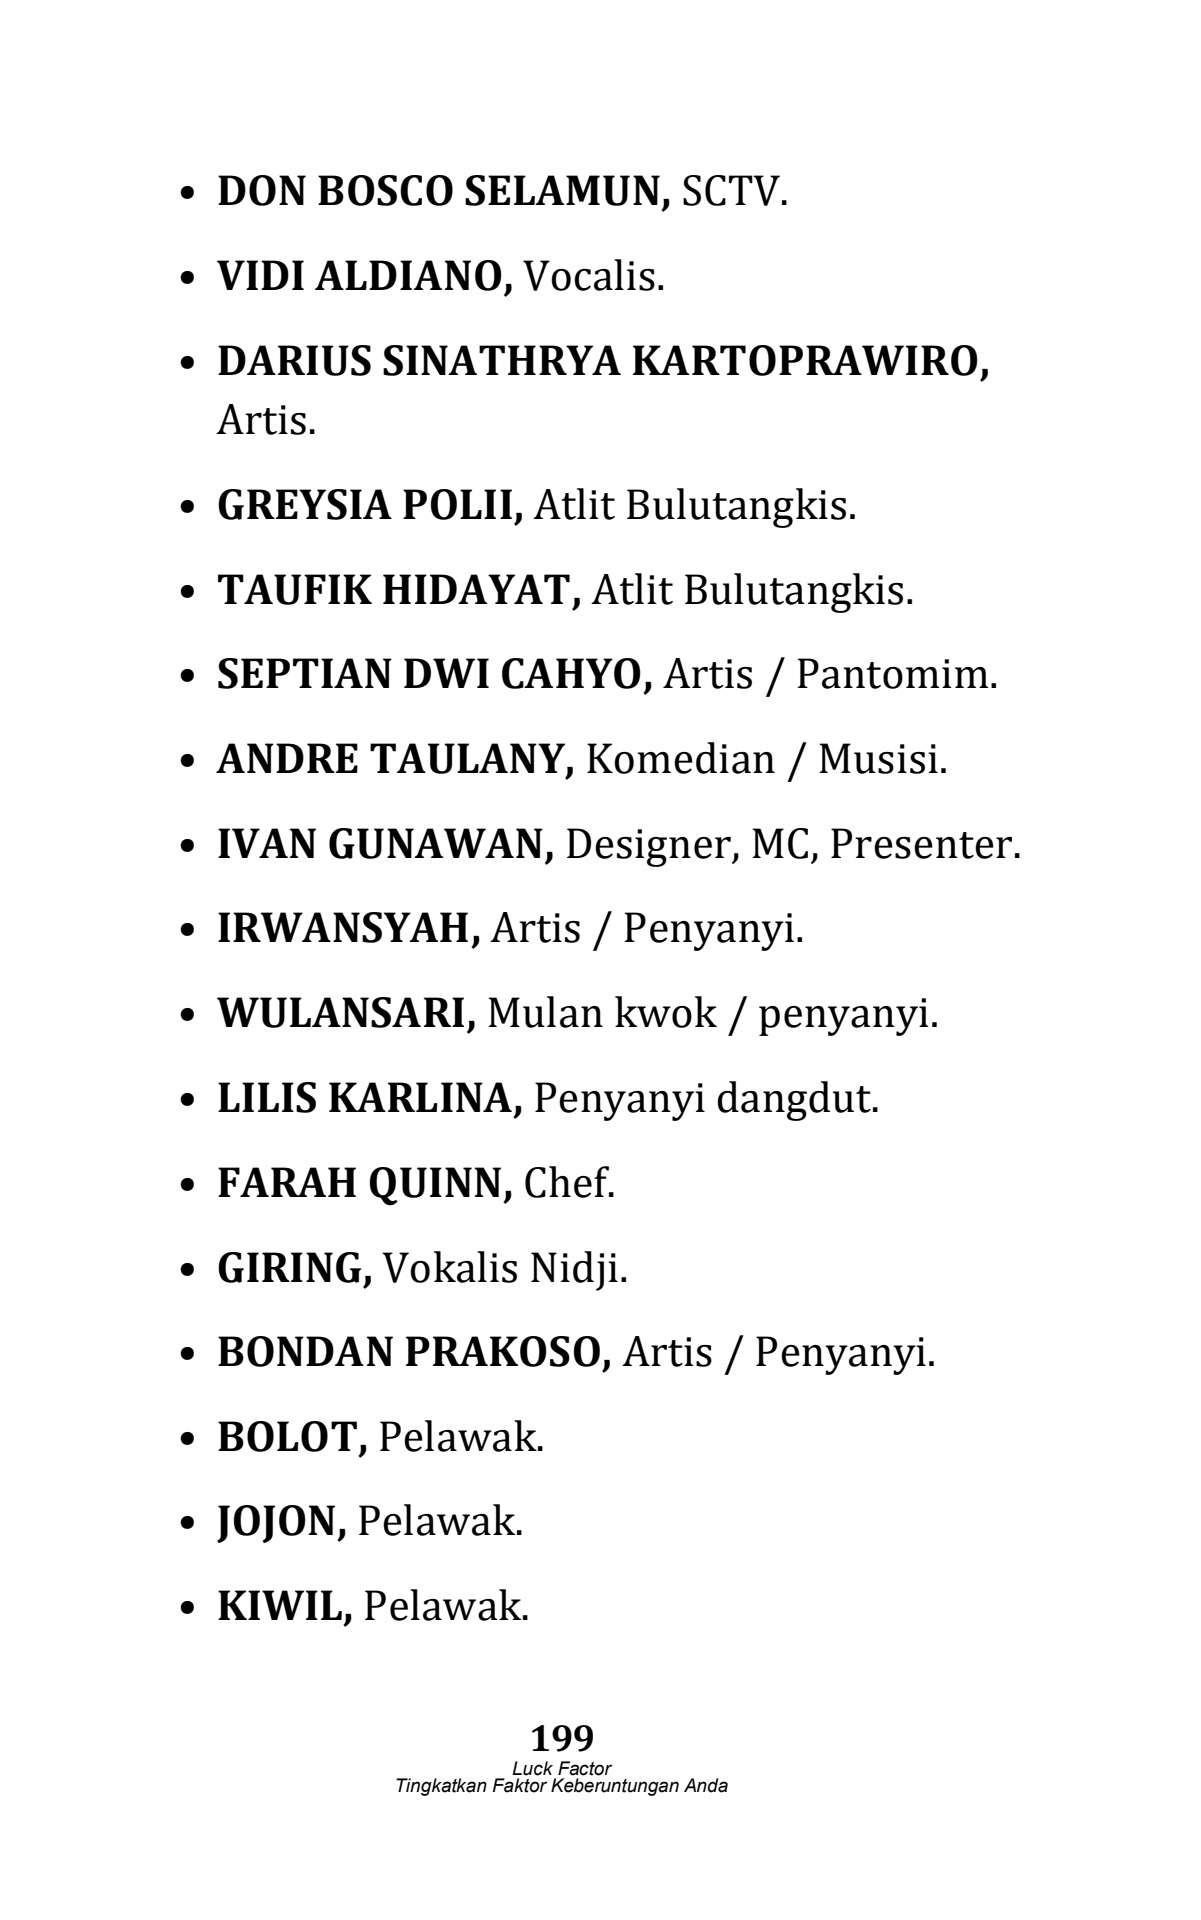 • DON BOSCO SELAMUN, SCTV.
• VIDI ALDIANO, Vocalis.
• DARIUS SINATHRYA KARTOPRAWIRO,
Artis.
• GREYSIA POLII, Atlit Bulutangkis.
• TAUFIK HIDAYAT, Atlit Bulutangkis.
• SEPTIAN DWI CAHYO, Artis / Pantomim.
• ANDRE TAULANY, Komedian / Musisi.
• IVAN GUNAWAN, Designer, MC, Presenter.
• IRWANSYAH, Artis / Penyanyi.
• WULANSARI, Mulan kwok / penyanyi.
• LILIS KARLINA, Penyanyi dangdut.
• FARAH QUINN, Chef.
• GIRING, Vokalis Nidji.
• BONDAN PRAKOSO, Artis / Penyanyi.
• BOLOT, Pelawak.
• JOJON, Pelawak.
• KIWIL, Pelawak.
199
Luck Factor
Tingkatkan Faktor Keberuntungan Anda